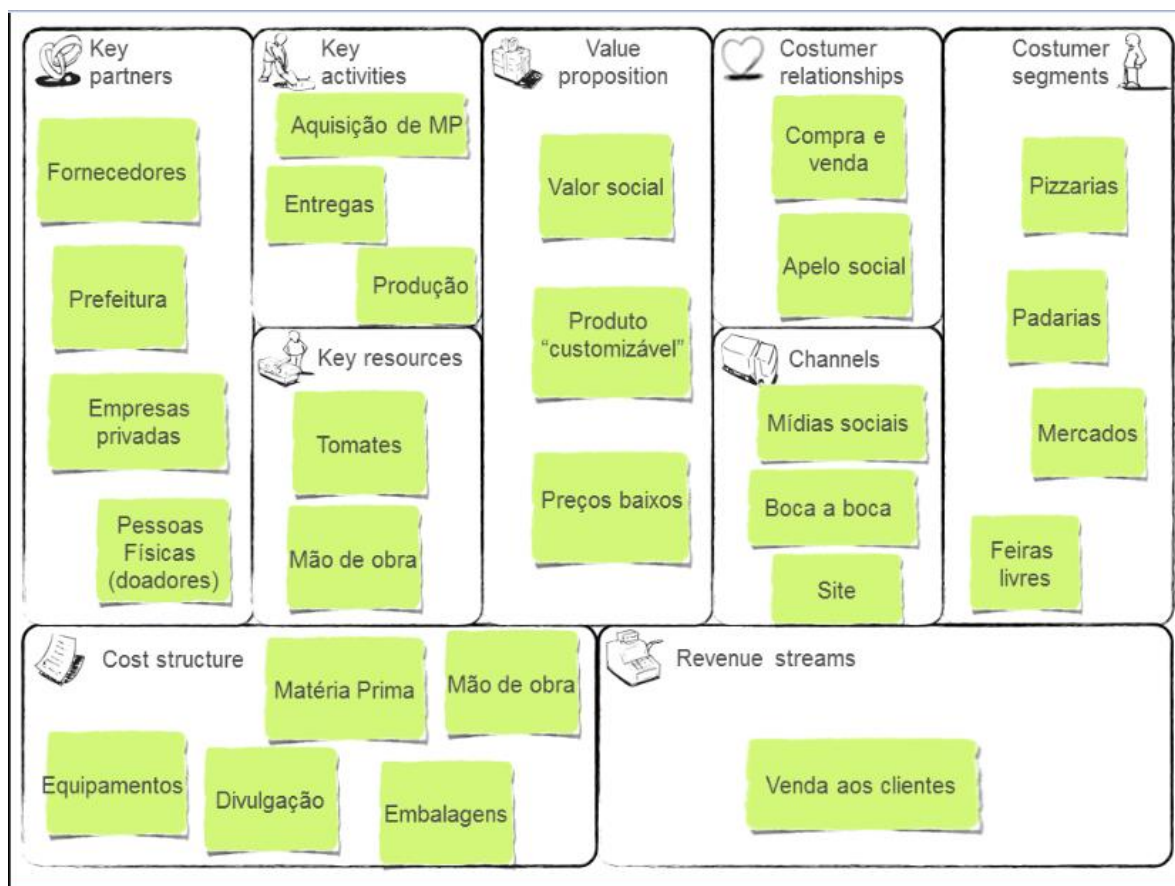 Key
partners
Fornecedores
Prefeitura
Empresas
privadas
Pessoas
Físicas
(doadores)
Key
activities
Aquisição de MP
Entregas
Produção
Key resources
Tomates
Mão de obra
Value
proposition
Valor social
Produto
“customizável”
Preços baixos
Costumer
relationships
Compra e
venda
Apelo social
Channels
Mídias sociais
Boca a boca
Site
Costumer
segments
Pizzarias
Padarias
Mercados
Feiras
livres
Cost structure
Matéria Prima
Mão de obra
Equipamentos
Divulgação
Embalagens
Revenue streams
Venda aos clientes